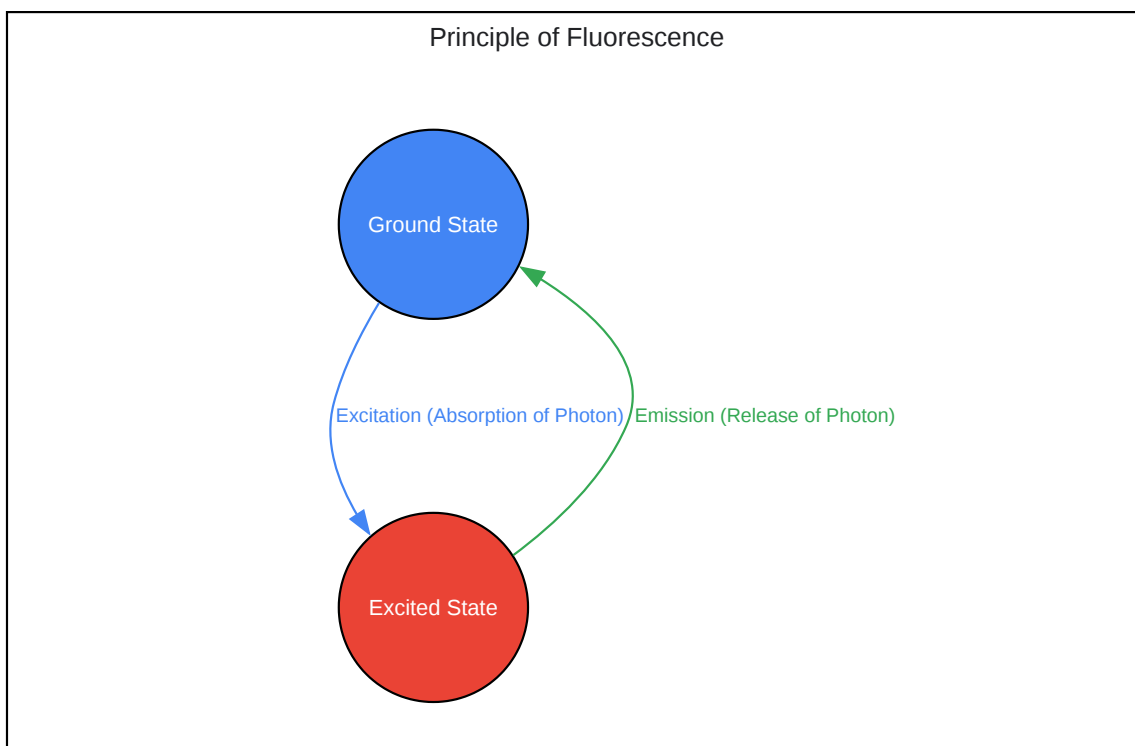 Principle of Fluorescence
Ground State
Excitation (Absorption of Photon)
Emission (Release of Photon)
Excited State